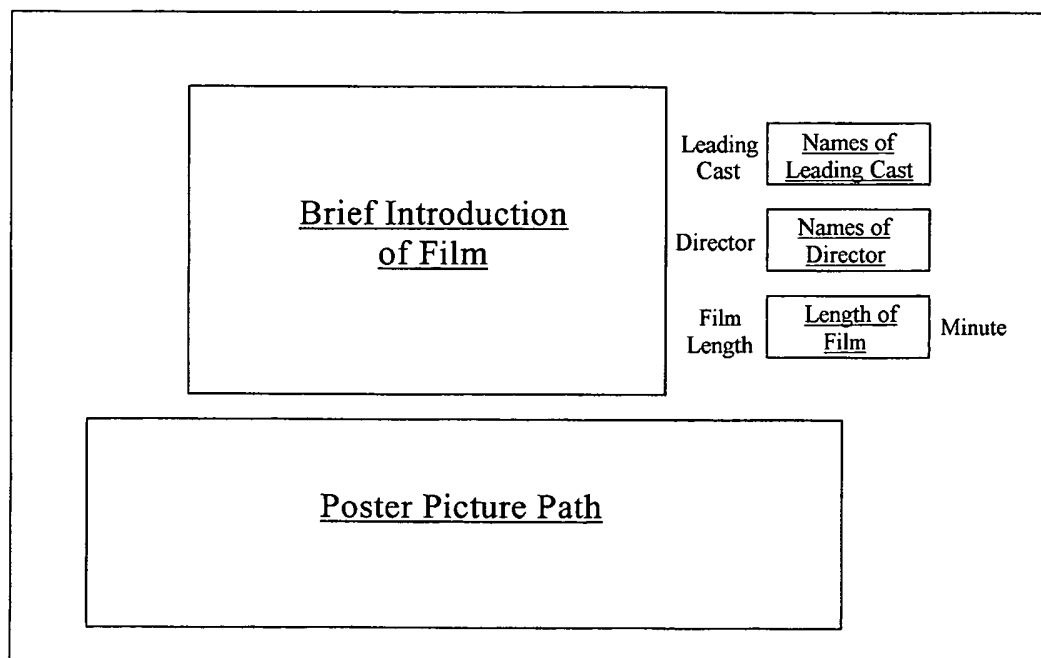 Brief Introduction
of Film
Leading
Cast
Names of
Leading Cast
Director
Names of
Director
Film
Length
Length of
Film
Minute
Poster Picture Path